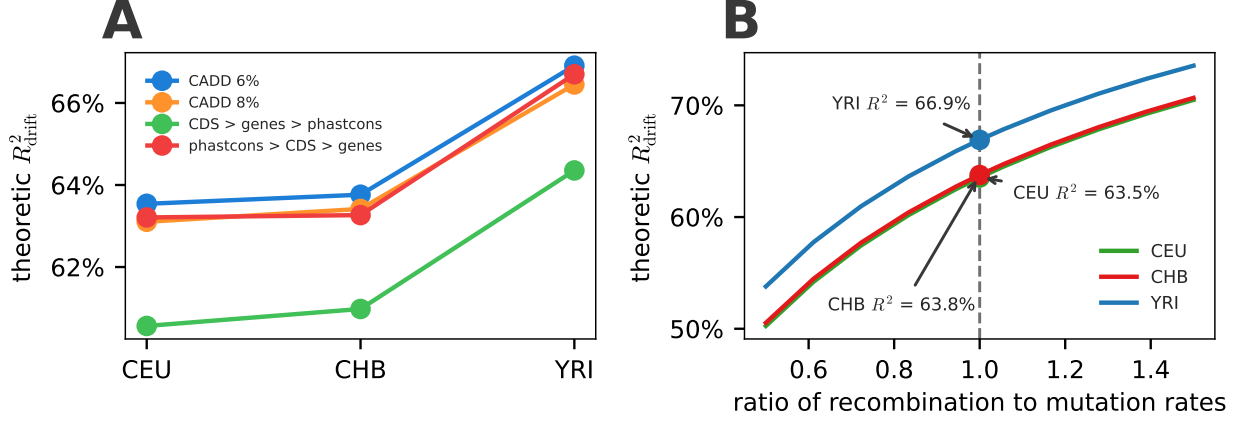 A
theoretic R²drift
66%
64%
62%
CADD 6%
CADD 8%
CDS > genes > phastcons
phastcons > CDS > genes
CEU CHB YRI
B
theoretic R²drift
70%
60%
50%
YRI R² = 66.9%
CEU R² = 63.5%
CHB R² = 63.8%
CEU
CHB
YRI
0.6 0.8 1.0 1.2 1.4
ratio of recombination to mutation rates